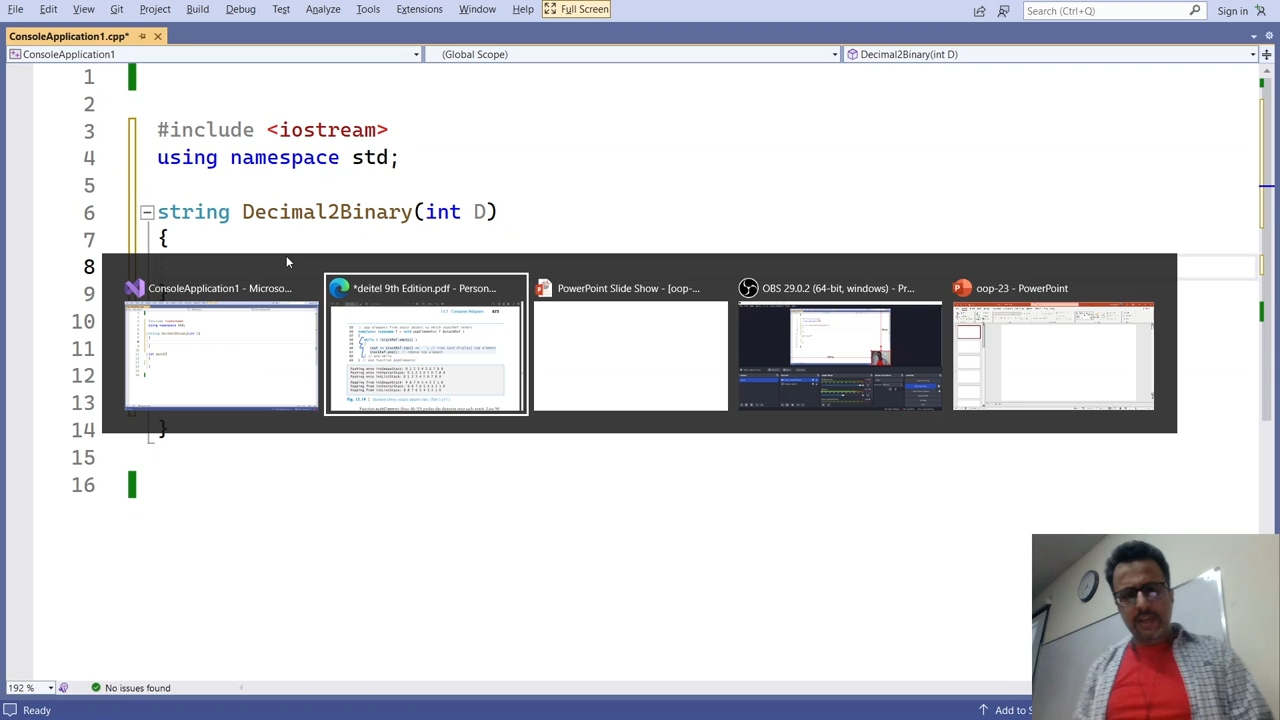 File Edit View Git Project Build Debug Test Analyze Tools Extensions Window Help Full Screen Search (Ctrl+Q) Sign in
ConsoleApplication1.cpp*
ConsoleApplication1 (Global Scope) Decimal2Binary(int D)
1
2
3 #include <iostream>
4 using namespace std;
5
6 string Decimal2Binary(int D)
7 {
8
ConsoleApplication1 - Microso... *deitel 9th Edition.pdf - Person... PowerPoint Slide Show - [oop-... OBS 29.0.2 (64-bit, windows) - Pr... oop-23 - PowerPoint
9
10
11
12
13
14 }
15
16
192 % No issues found
Ready Add to S